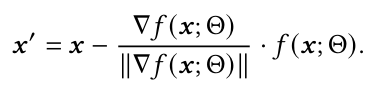 x′ = x − ∇f(x; Θ) / ‖∇f(x; Θ)‖ · f(x; Θ).